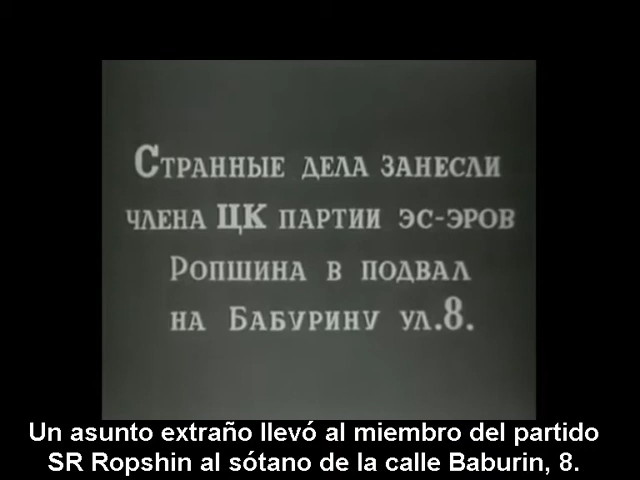 Странные дела занесли
члена ЦК партии эс-эров
Ропшина в подвал
на Бабурину ул.8.
Un asunto extraño llevó al miembro del partido
SR Ropshin al sótano de la calle Baburin, 8.